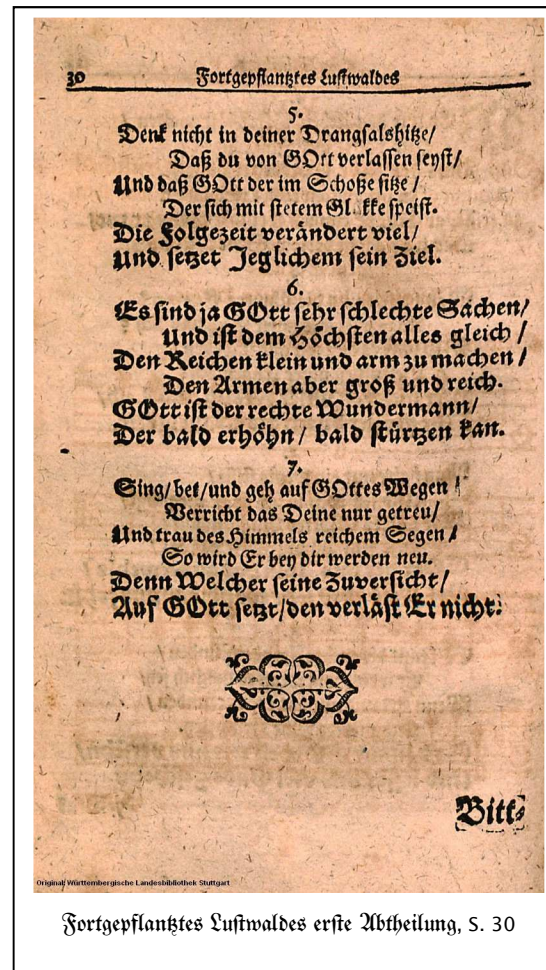 30 Fortgepflantztes Lustwaldes
5.
Denk nicht in deiner Drangsalshitze/
Daß du von GOtt verlassen seyst/
Und daß GOtt der im Schoße sitze/
Der sich mit stetem speist.
Die Folgezeit verändert viel/
Und setzet Jeglichem sein Ziel.
6.
Es sind ja GOtt sehr schlechte Sachen/
Und ist dem Höchsten alles gleich/
Den Reichen klein und arm zu machen/
Den Armen aber groß und reich.
GOtt ist der rechte Wundermann/
Der bald erhöhn/ bald stürtzen kan.
7.
Sing/bet/und geh auf GOttes Wegen/
Verricht das Deine nur getreu/
Und trau des Himmels reichem Segen/
So wird Er bey dir werden neu.
Denn Welcher seine Zuversicht/
Auf GOtt setzt/den verläst Er nicht.
Bitt-
Original: Württembergische Landesbibliothek Stuttgart
Fortgepflantztes Lustwaldes erste Abtheilung, S. 30